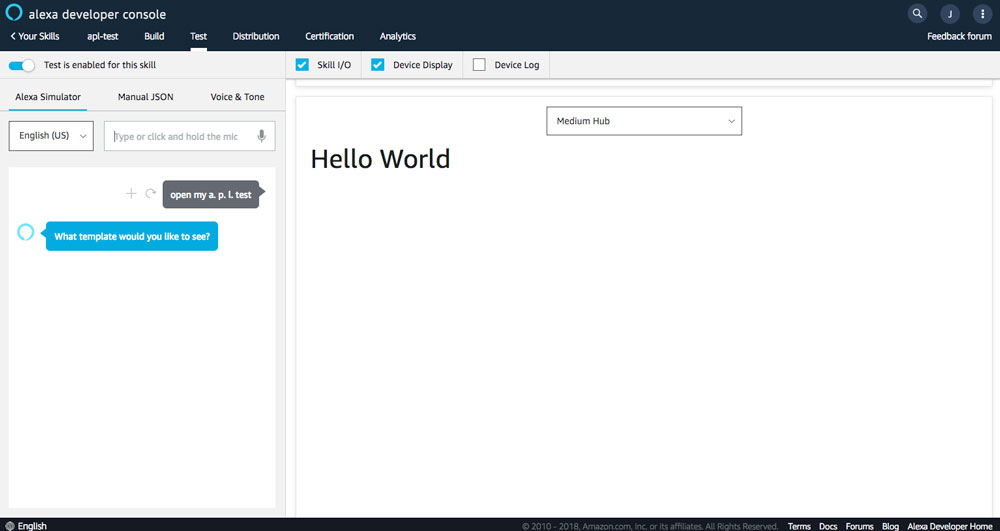 alexa developer console
J
Your Skills apl-test Build Test Distribution Certification Analytics Feedback forum
Test is enabled for this skill Skill I/O Device Display Device Log
Alexa Simulator Manual JSON Voice & Tone
English (US) Type or click and hold the mic
Medium Hub
Hello World
open my a. p. l. test
What template would you like to see?
English © 2010 - 2018, Amazon.com, Inc. or its affiliates. All Rights Reserved. Terms Docs Forums Blog Alexa Developer Home